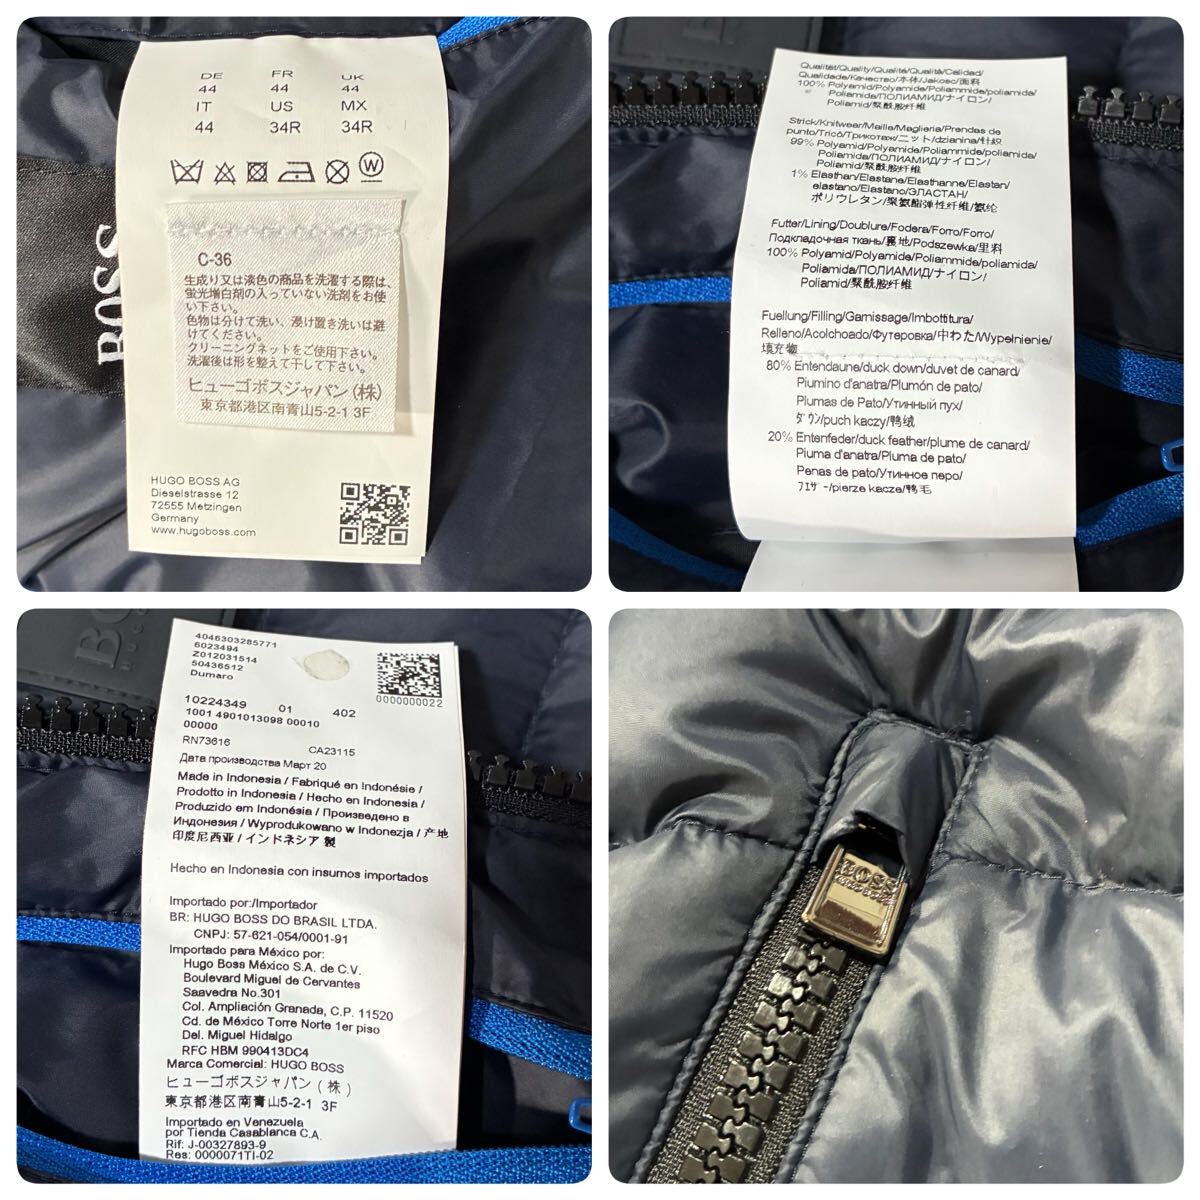 DE FR UK
44 44 44
IT US MX
44 34R 34R
W
BOSS
C-36
生成り又は淡色の商品を洗濯する際は、
蛍光増白剤の入っていない洗剤をお使
い下さい。
色物は分けて洗い、浸け置き洗いは避
けてください。
クリーニングネットをご使用下さい。
洗濯後は形を整えて干して下さい。
ヒューゴボスジャパン(株)
東京都港区南青山5-2-1 3F
HUGO BOSS AG
Dieselstrasse 12
72555 Metzingen
Germany
www.hugoboss.com
Qualität/Quality/Qualité/Qualità/Calidad/
Qualidade/Качество/本体/Jakosc/面料
100% Polyamid/Polyamide/Poliammide/poliamida/
Poliamida/ПОЛИАМИД/ナイロン/
Poliamid/聚酰胺纤维
Strick/Knitwear/Maille/Maglieria/Prendas de
punto/Tricô/Трикотаж/ニット/dzianina/针织
99% Polyamid/Polyamide/Poliammide/poliamida/
Poliamida/ПОЛИАМИД/ナイロン/
Poliamid/聚酰胺纤维
1% Elasthan/Elastane/Elasthanne/Elastan/
elastano/Elastano/ЭЛАСТАН/
ポリウレタン/聚氨酯弹性纤维/氨纶
Futter/Lining/Doublure/Fodera/Forro/Forro/
Подкладочная ткань/裏地/Podszewka/里料
100% Polyamid/Polyamide/Poliammide/poliamida/
Poliamida/ПОЛИАМИД/ナイロン/
Poliamid/聚酰胺纤维
Fuellung/Filling/Garnissage/Imbottitura/
Relleno/Acolchoado/Футеровка/中わた/Wypełnienie/
填充物
80% Entendaune/duck down/duvet de canard/
Piumino d'anatra/Plumón de pato/
Plumas de Pato/Утинный пух/
ダウン/puch kaczy/鸭绒
20% Entenfeder/duck feather/plume de canard/
Piuma d'anatra/Pluma de pato/
Penas de pato/Утинное перо/
フェザー/pierze kacze/鸭毛
4046303285771
6023494
Z012031514
50436512
Dumaro
0000000022
10224349 01 402
1001 4901013098 00010
00000
RN73616 CA23115
Дата производства Март 20
Made in Indonesia / Fabriqué en Indonésie /
Prodotto in Indonesia / Hecho en Indonesia /
Produzido em Indonésia / Произведено в
Индонезия / Wyprodukowano w Indonezja / 产地
印度尼西亚 / インドネシア 製
Hecho en Indonesia con insumos importados
Importado por:/Importador
BR: HUGO BOSS DO BRASIL LTDA.
CNPJ: 57-621-054/0001-91
Importado para México por:
Hugo Boss México S.A. de C.V.
Boulevard Miguel de Cervantes
Saavedra No.301
Col. Ampliación Granada, C.P. 11520
Cd. de México Torre Norte 1er piso
Del. Miguel Hidalgo
RFC HBM 990413DC4
Marca Comercial: HUGO BOSS
ヒューゴボスジャパン（株）
東京都港区南青山5-2-1 3F
Importado en Venezuela
por Tienda Casablanca C.A.
Rif: J-00327893-9
Res: 0000071TI-02
BOSS